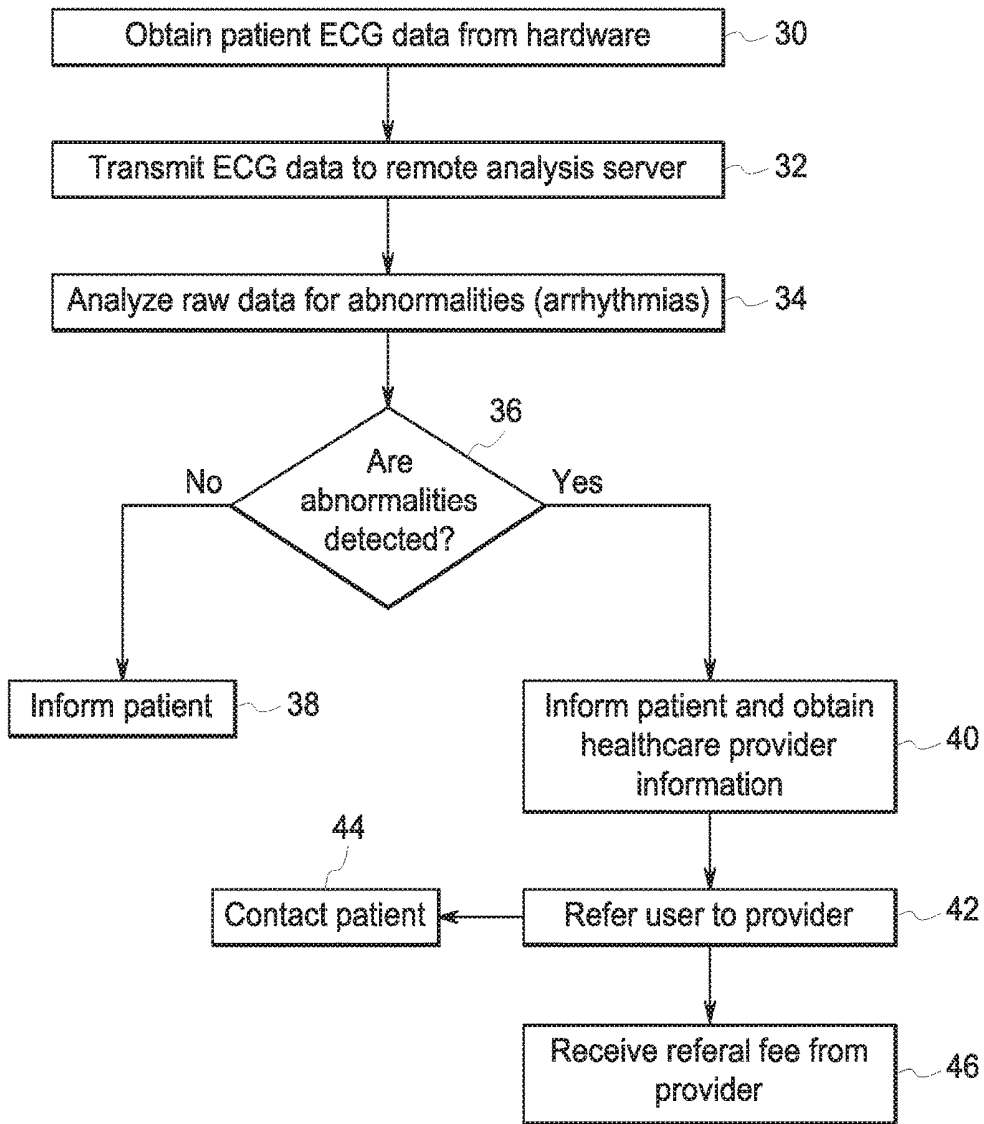 Obtain patient ECG data from hardware
30
Transmit ECG data to remote analysis server
32
Analyze raw data for abnormalities (arrhythmias)
34
36
No
Are
abnormalities
detected?
Yes
Inform patient
38
Inform patient and obtain
healthcare provider
information
40
44
Contact patient
Refer user to provider
42
Receive referal fee from
provider
46